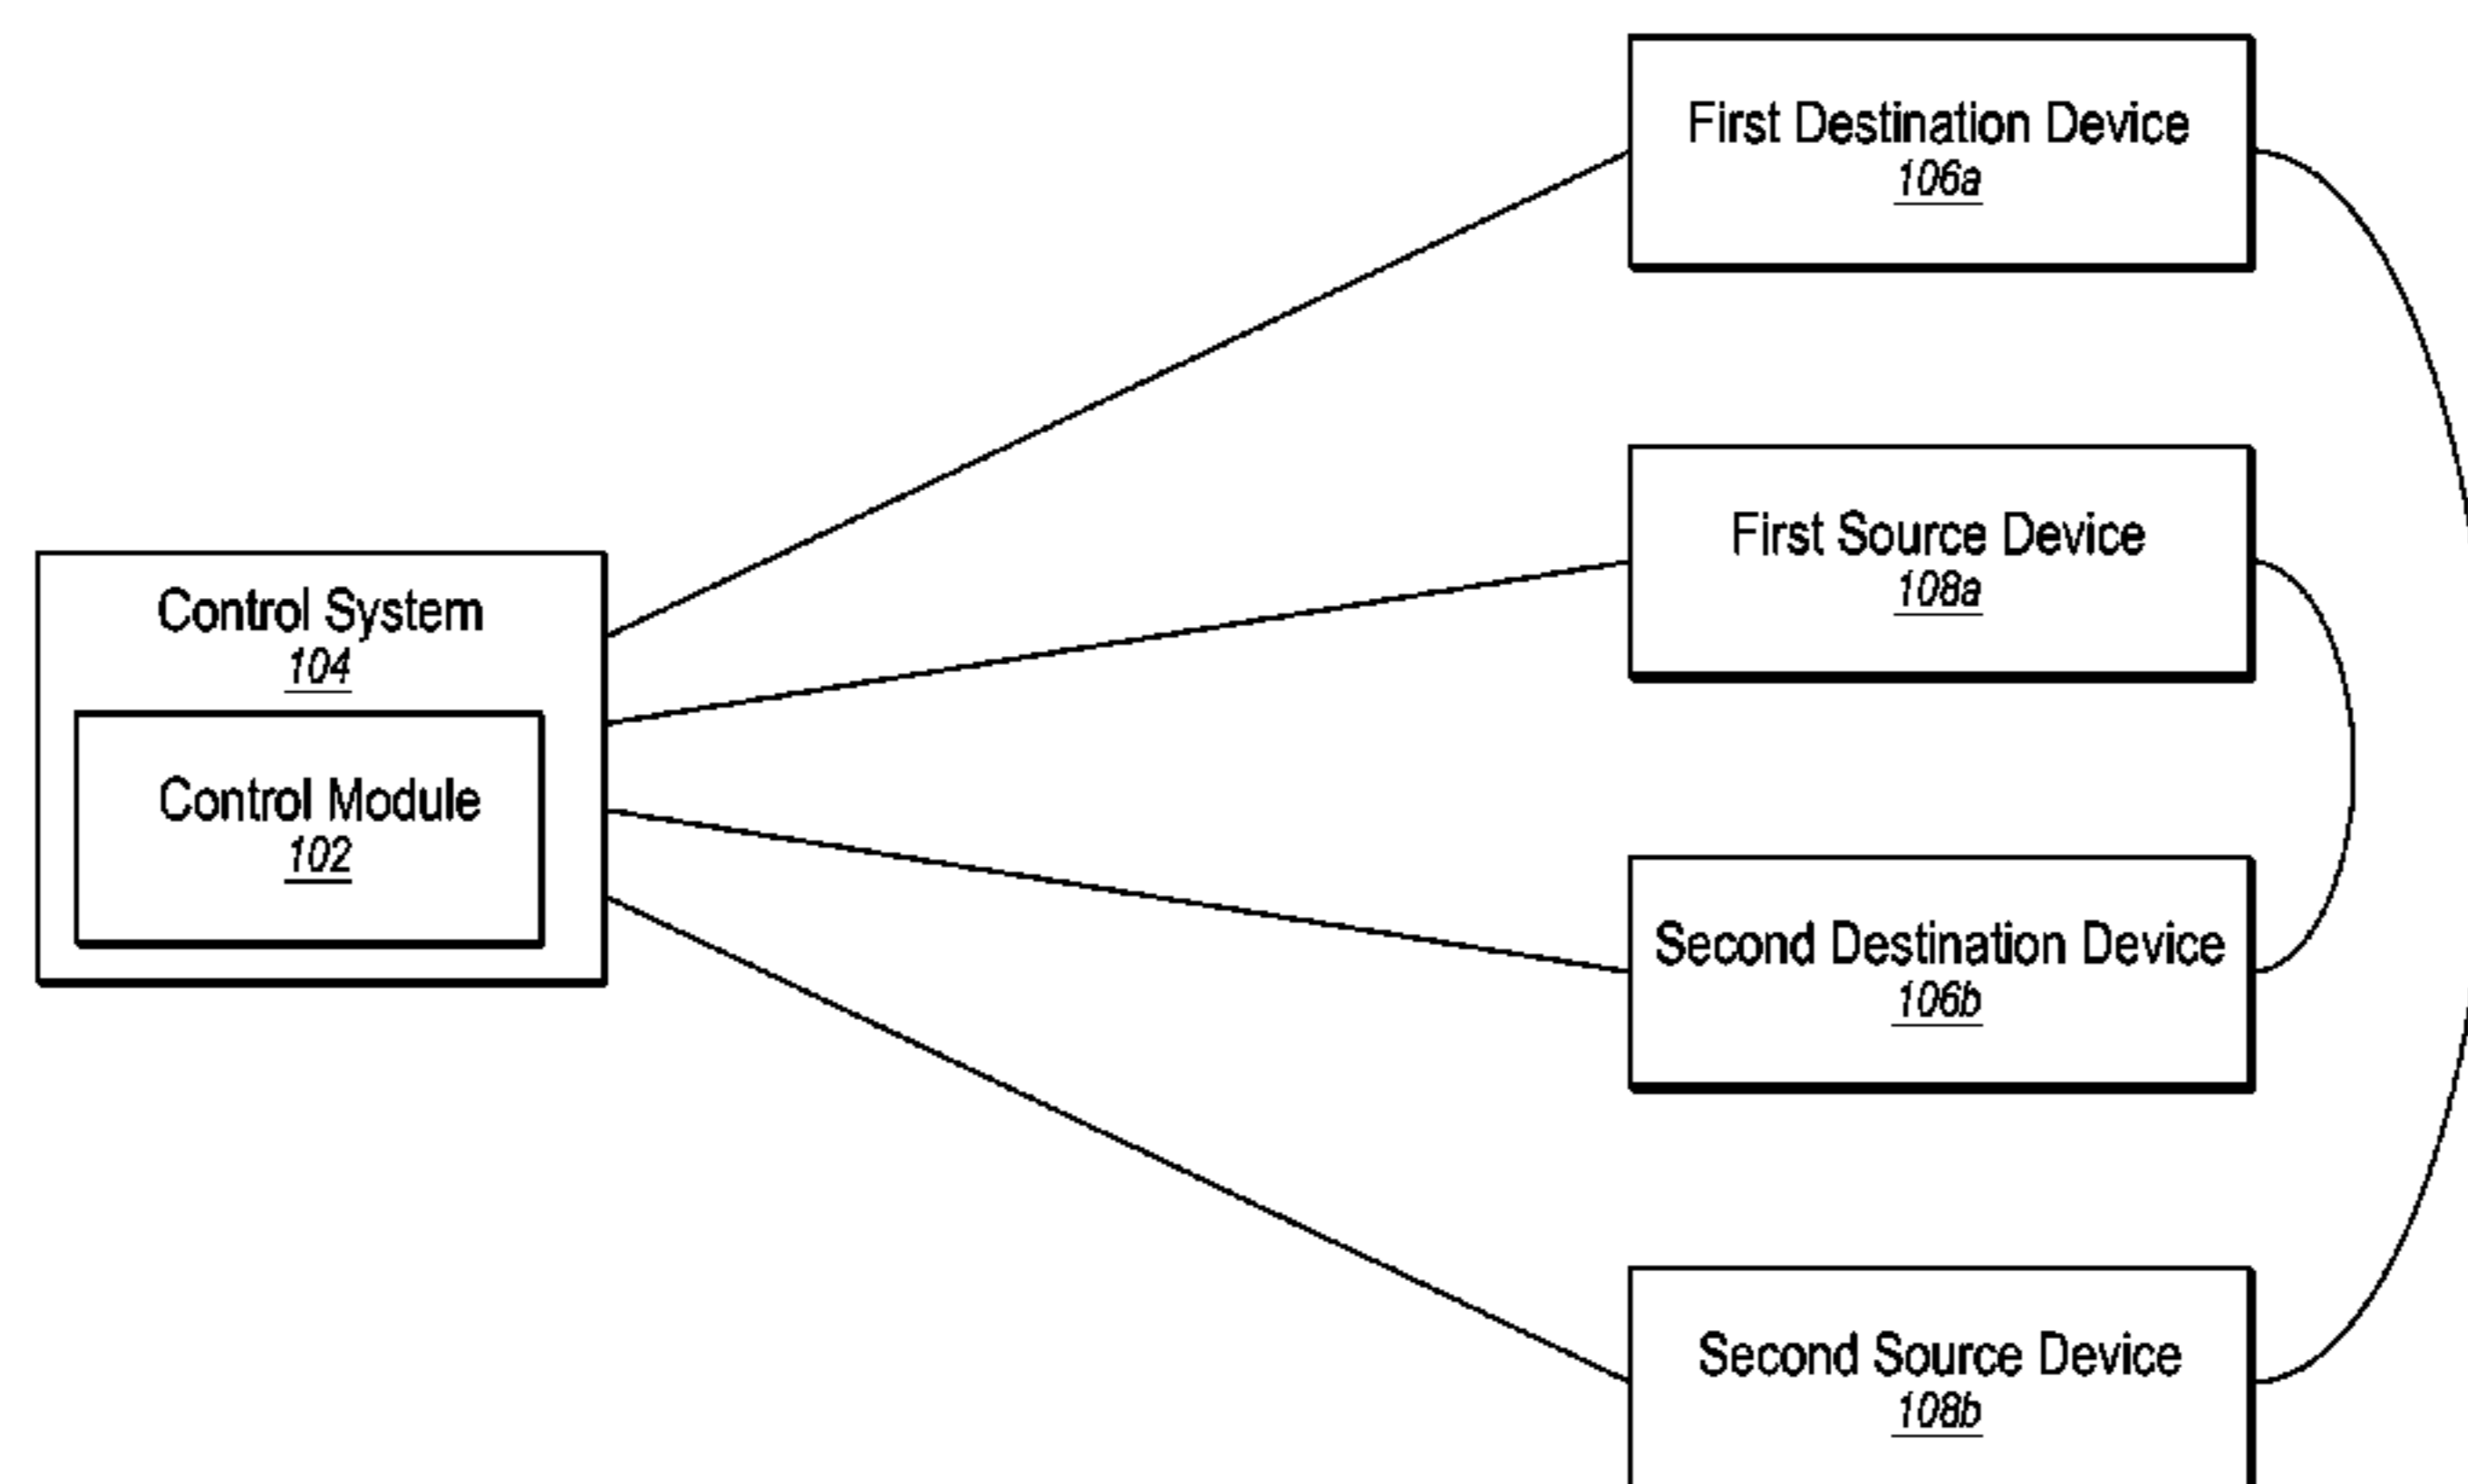 First Destination Device
106a
First Source Device
108a
Control System
104
Control Module
102
Second Destination Device
106b
Second Source Device
108b